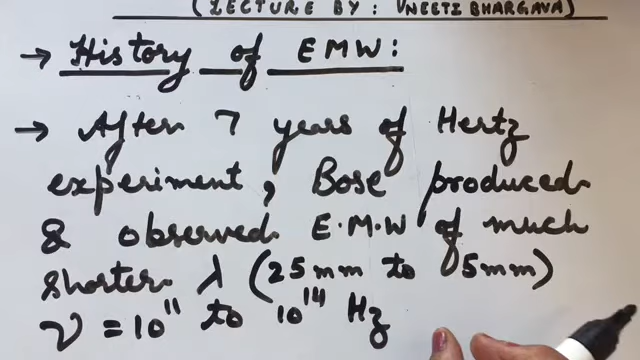 (LECTURE BY: VNEETI BHARGAVA)
→ History of EMW:
→ After 7 years of Hertz
experiment, Bose produced
& observed E.M.W of much
shorter λ (25mm to 5mm)
ν = 10¹¹ to 10¹⁴ Hz